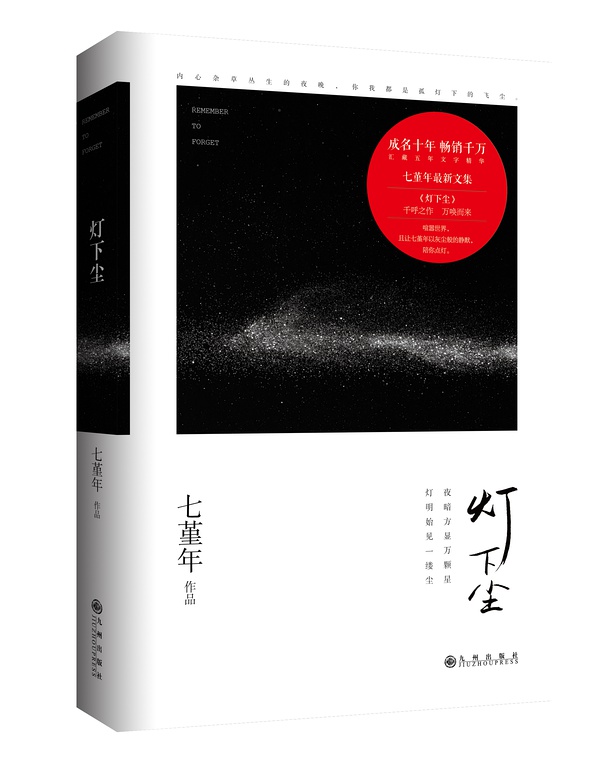 内心杂草丛生的夜晚，你我都是孤灯下的飞尘。
REMEMBER
TO
FORGET
成名十年 畅销千万
汇藏五年文字精华
七堇年最新文集
《灯下尘》
千呼之作 万唤而来
喧嚣世界，
且让七堇年以灰尘般的静默，
陪你点灯。
夜暗方显万颗星
灯明始见一缕尘
灯下尘
七堇年
作品
九州出版社
JIUZHOUPRESS
REMEMBER
TO
FORGET
灯下尘
七堇年
作品
九州出版社
JIUZHOUPRESS